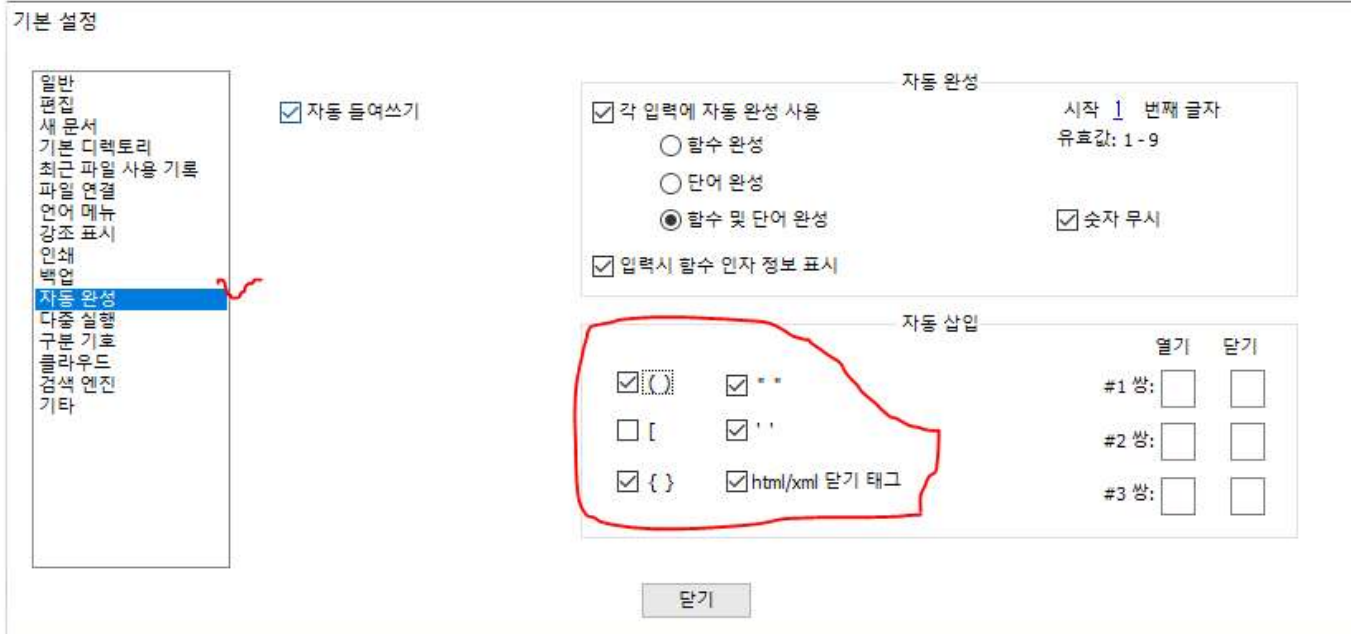 기본 설정
일반
편집
새 문서
기본 디렉토리
최근 파일 사용 기록
파일 연결
언어 메뉴
강조 표시
인쇄
백업
자동 완성
다중 실행
구분 기호
클라우드
검색 엔진
기타
자동 들여쓰기
자동 완성
각 입력에 자동 완성 사용
시작 1 번째 글자
함수 완성
유효값: 1 - 9
단어 완성
함수 및 단어 완성
숫자 무시
입력시 함수 인자 정보 표시
자동 삽입
열기 닫기
( ) " "
#1 쌍:
[ ' '
#2 쌍:
{ } html/xml 닫기 태그
#3 쌍:
닫기